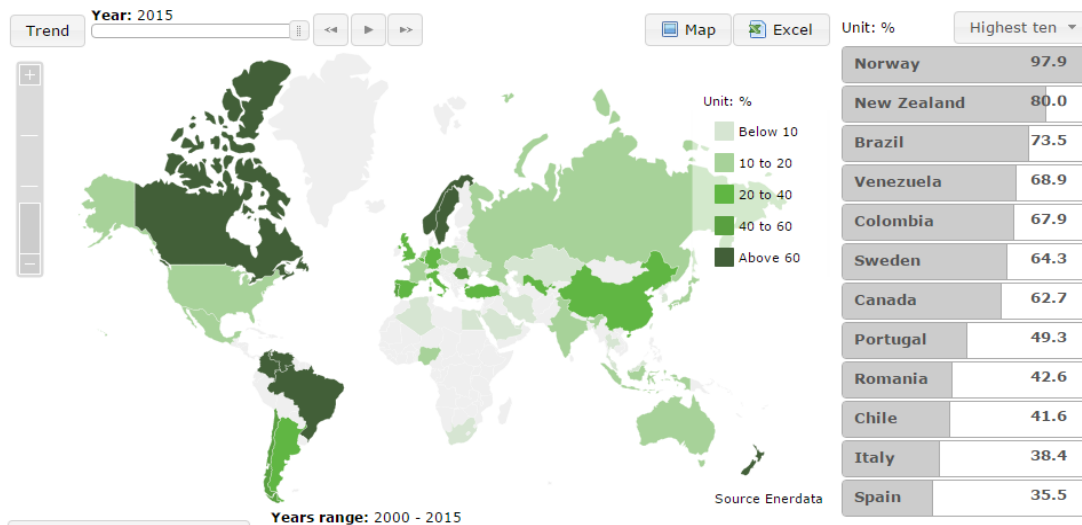 Trend
Year: 2015
Map
Excel
Unit: %
Highest ten
Unit: %
Below 10
10 to 20
20 to 40
40 to 60
Above 60
Norway 97.9
New Zealand 80.0
Brazil 73.5
Venezuela 68.9
Colombia 67.9
Sweden 64.3
Canada 62.7
Portugal 49.3
Romania 42.6
Chile 41.6
Italy 38.4
Spain 35.5
Source Enerdata
Years range: 2000 - 2015